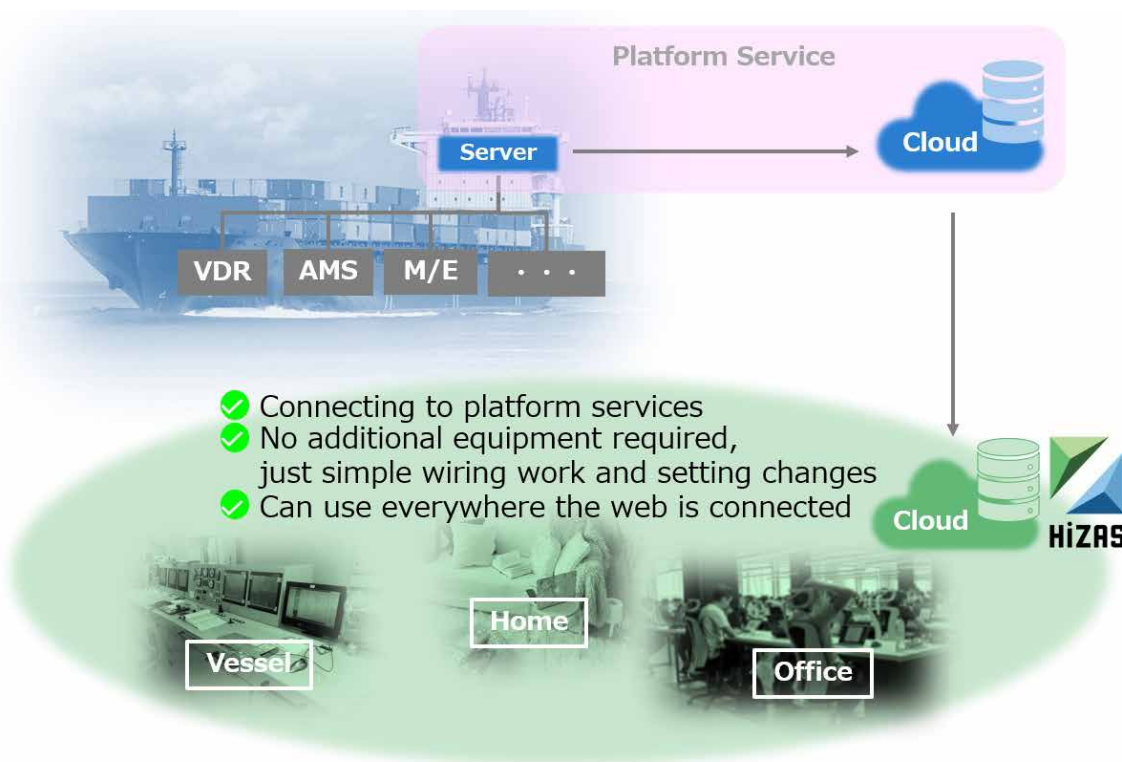 Platform Service
Server
Cloud
VDR
AMS
M/E
· · ·
Connecting to platform services
No additional equipment required,
just simple wiring work and setting changes
Can use everywhere the web is connected
Cloud
HiZAS
Vessel
Home
Office